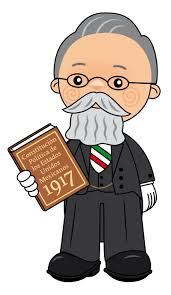 Constitución
Política de
los Estados
Unidos
Mexicanos
1917